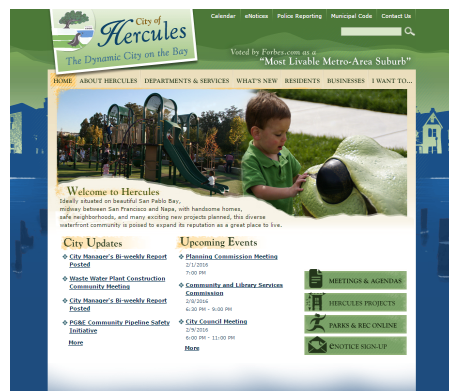 City of
Hercules
The Dynamic City on the Bay
Calendar eNotices Police Reporting Municipal Code Contact Us
Voted by Forbes.com as a
"Most Livable Metro-Area Suburb"
HOME ABOUT HERCULES DEPARTMENTS & SERVICES WHAT'S NEW RESIDENTS BUSINESSES I WANT TO...
Welcome to Hercules
Ideally situated on beautiful San Pablo Bay,
midway between San Francisco and Napa, with handsome homes,
safe neighborhoods, and many exciting new projects planned, this diverse
waterfront community is poised to expand its reputation as a great place to live.
City Updates
City Manager's Bi-weekly Report
Posted
Waste Water Plant Construction
Community Meeting
City Manager's Bi-weekly Report
Posted
PG&E Community Pipeline Safety
Initiative
More
Upcoming Events
Planning Commission Meeting
2/1/2016
7:00 PM
Community and Library Services
Commission
2/8/2016
6:30 PM - 9:00 PM
City Council Meeting
2/9/2016
6:00 PM - 11:00 PM
More
MEETINGS & AGENDAS
HERCULES PROJECTS
PARKS & REC ONLINE
eNOTICE SIGN-UP